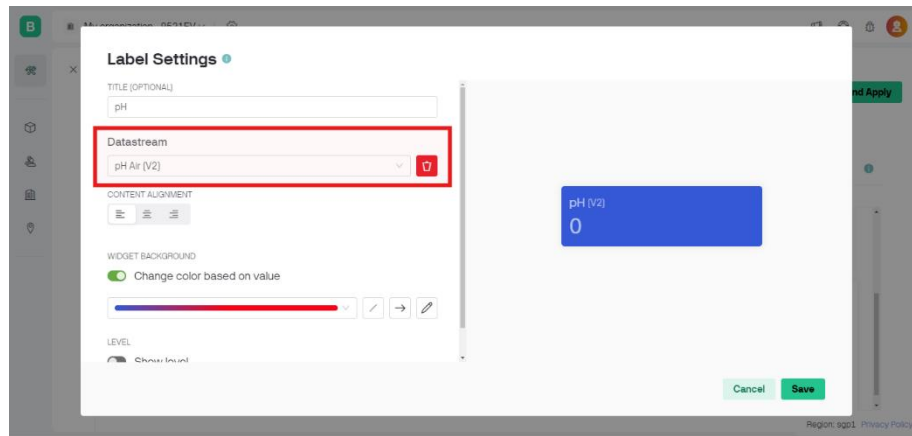 B
My organization - 9521FV
Label Settings
TITLE (OPTIONAL)
pH
nd Apply
Datastream
pH Air (V2)
CONTENT ALIGNMENT
pH (V2)
0
WIDGET BACKGROUND
Change color based on value
LEVEL
Show level
Cancel
Save
Region: sgp1 Privacy Policy